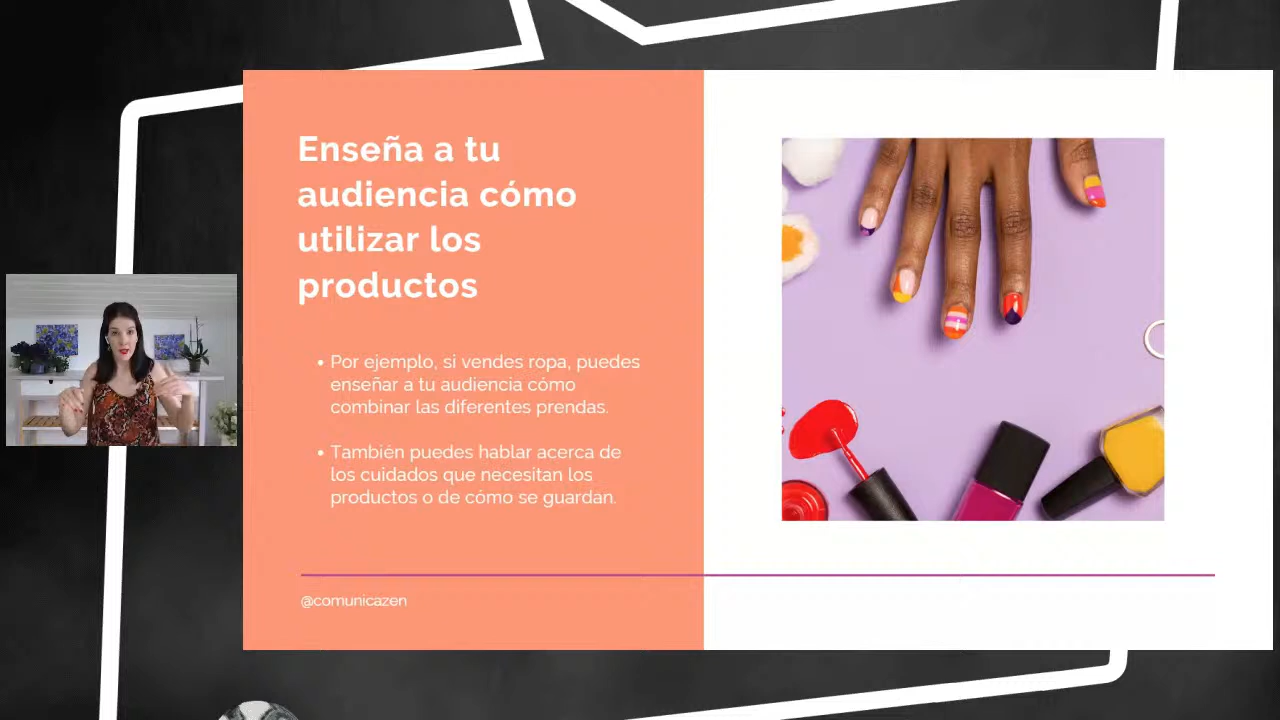 Enseña a tu
audiencia cómo
utilizar los
productos
• Por ejemplo, si vendes ropa, puedes
enseñar a tu audiencia cómo
combinar las diferentes prendas.
• También puedes hablar acerca de
los cuidados que necesitan los
productos o de cómo se guardan.
@comunicazen